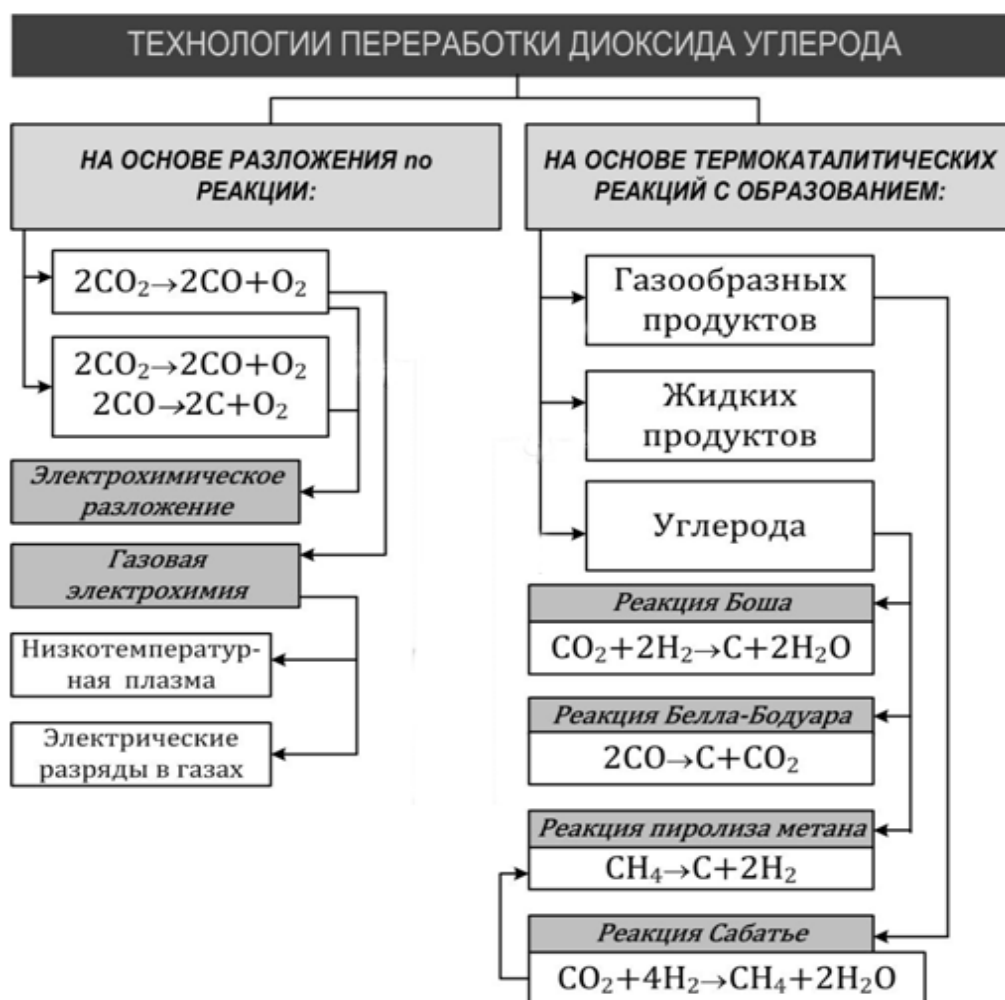 ТЕХНОЛОГИИ ПЕРЕРАБОТКИ ДИОКСИДА УГЛЕРОДА
НА ОСНОВЕ РАЗЛОЖЕНИЯ по
РЕАКЦИИ:
2CO₂→2CO+O₂
2CO₂→2CO+O₂
2CO→2C+O₂
Электрохимическое
разложение
Газовая
электрохимия
Низкотемператур-
ная плазма
Электрические
разряды в газах
НА ОСНОВЕ ТЕРМОКАТАЛИТИЧЕСКИХ
РЕАКЦИЙ С ОБРАЗОВАНИЕМ:
Газообразных
продуктов
Жидких
продуктов
Углерода
Реакция Боша
CO₂+2H₂→C+2H₂O
Реакция Белла-Бодуара
2CO→C+CO₂
Реакция пиролиза метана
CH₄→C+2H₂
Реакция Сабатье
CO₂+4H₂→CH₄+2H₂O